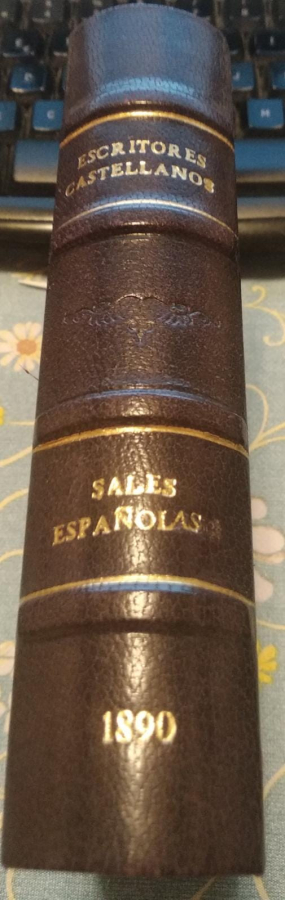 ESCRITORES
CASTELLANOS
SALES
ESPAÑOLAS
1890